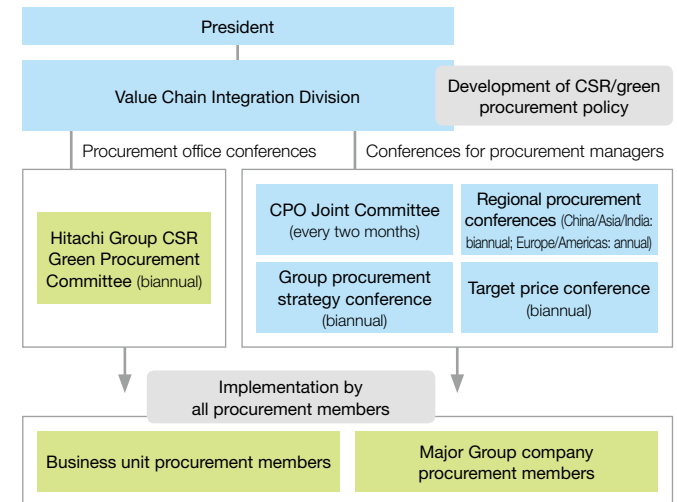 President
Value Chain Integration Division
Development of CSR/green
procurement policy
Procurement office conferences
Conferences for procurement managers
Hitachi Group CSR
Green Procurement
Committee (biannual)
CPO Joint Committee
(every two months)
Regional procurement
conferences (China/Asia/India:
biannual; Europe/Americas: annual)
Group procurement
strategy conference
(biannual)
Target price conference
(biannual)
Implementation by
all procurement members
Business unit procurement members
Major Group company
procurement members